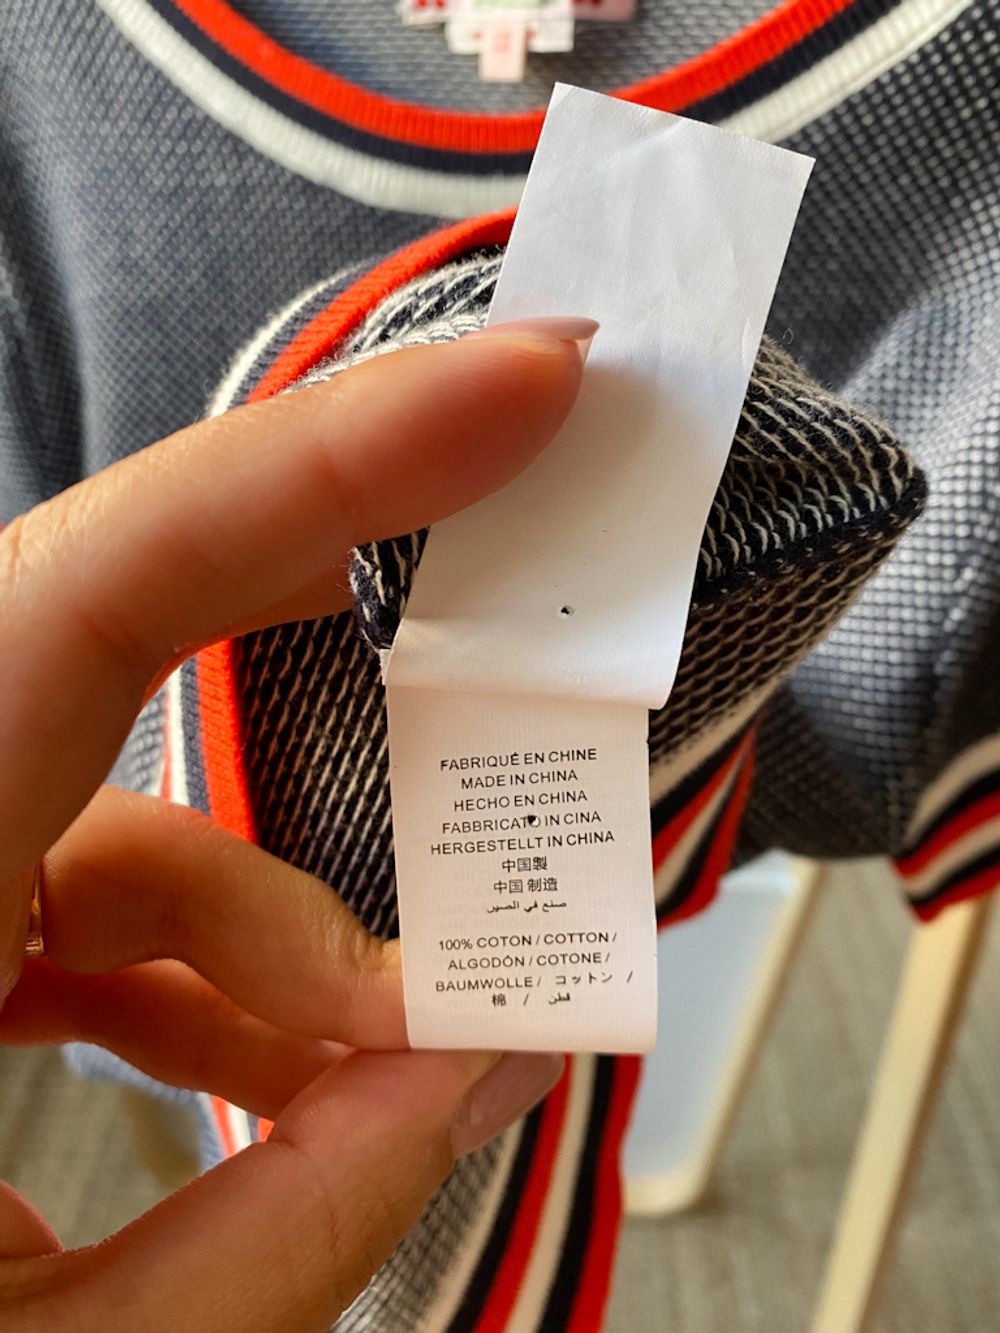 FABRIQUÉ EN CHINE
MADE IN CHINA
HECHO EN CHINA
FABBRICATO IN CINA
HERGESTELLT IN CHINA
中国製
中国 制造
صنع في الصين
100% COTON / COTTON /
ALGODÓN / COTONE /
BAUMWOLLE / コットン /
棉 / قطن